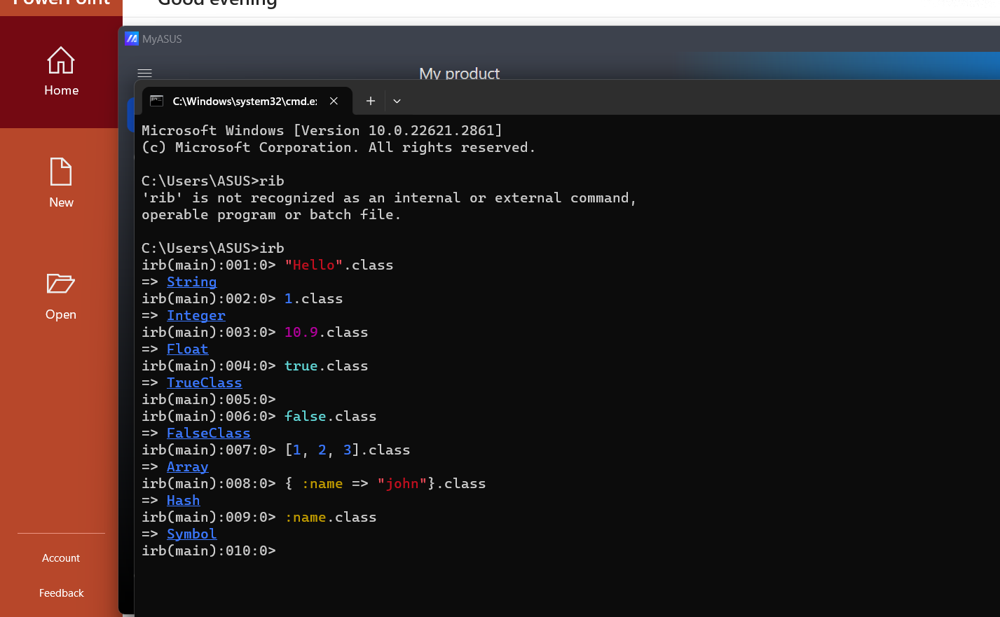 PowerPoint
Good evening
Home
New
Open
Account
Feedback
MyASUS
My product
C:\Windows\system32\cmd.e
Microsoft Windows [Version 10.0.22621.2861]
(c) Microsoft Corporation. All rights reserved.
C:\Users\ASUS>rib
'rib' is not recognized as an internal or external command,
operable program or batch file.
C:\Users\ASUS>irb
irb(main):001:0> "Hello".class
=> String
irb(main):002:0> 1.class
=> Integer
irb(main):003:0> 10.9.class
=> Float
irb(main):004:0> true.class
=> TrueClass
irb(main):005:0>
irb(main):006:0> false.class
=> FalseClass
irb(main):007:0> [1, 2, 3].class
=> Array
irb(main):008:0> { :name => "john"}.class
=> Hash
irb(main):009:0> :name.class
=> Symbol
irb(main):010:0>